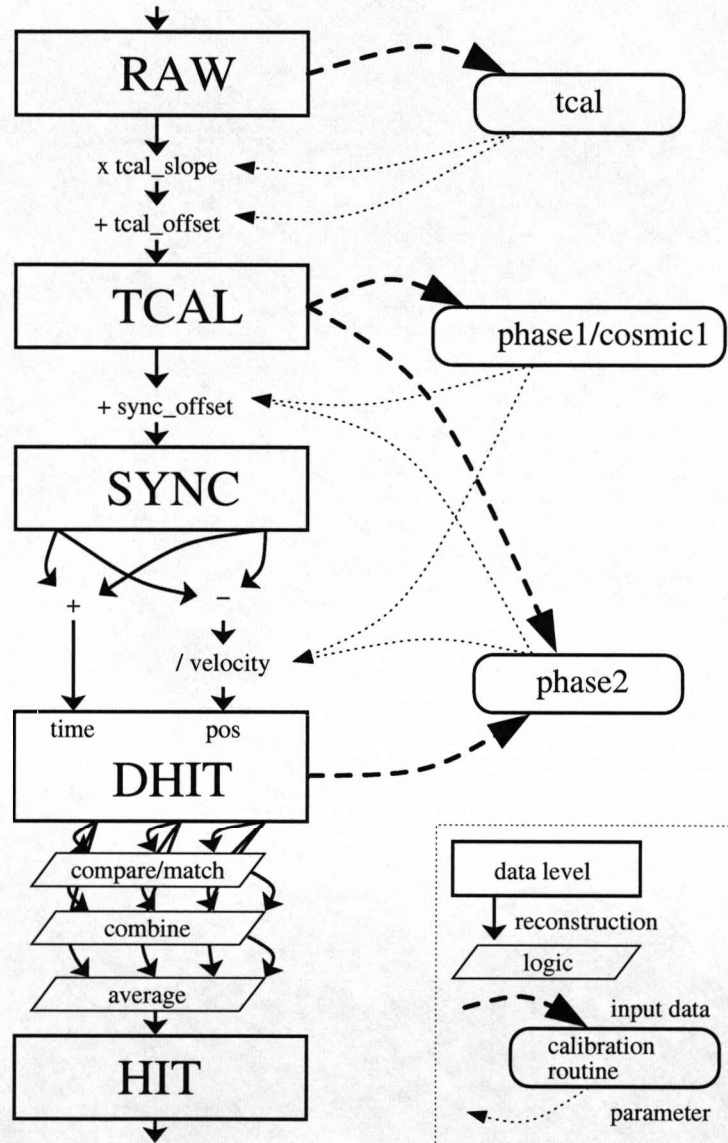 RAW
tcal
x tcal_slope
+ tcal_offset
TCAL
phase1/cosmic1
+ sync_offset
SYNC
+ −
/ velocity
phase2
time pos
DHIT
compare/match
combine
average
HIT
data level
reconstruction
logic
input data
calibration
routine
parameter